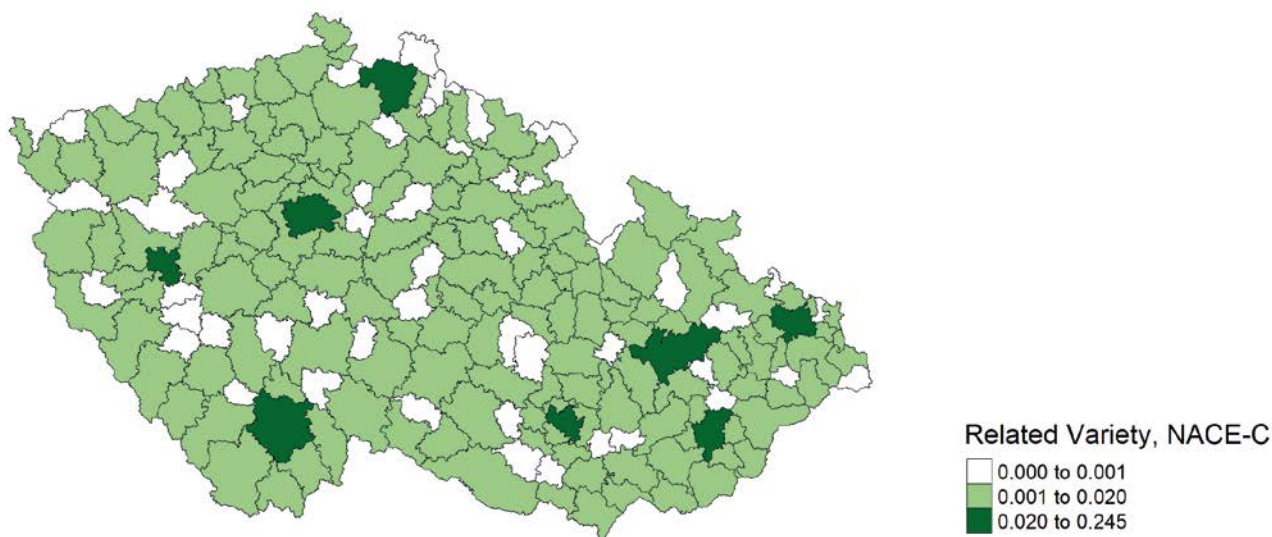 Related Variety, NACE-C
0.000 to 0.001
0.001 to 0.020
0.020 to 0.245